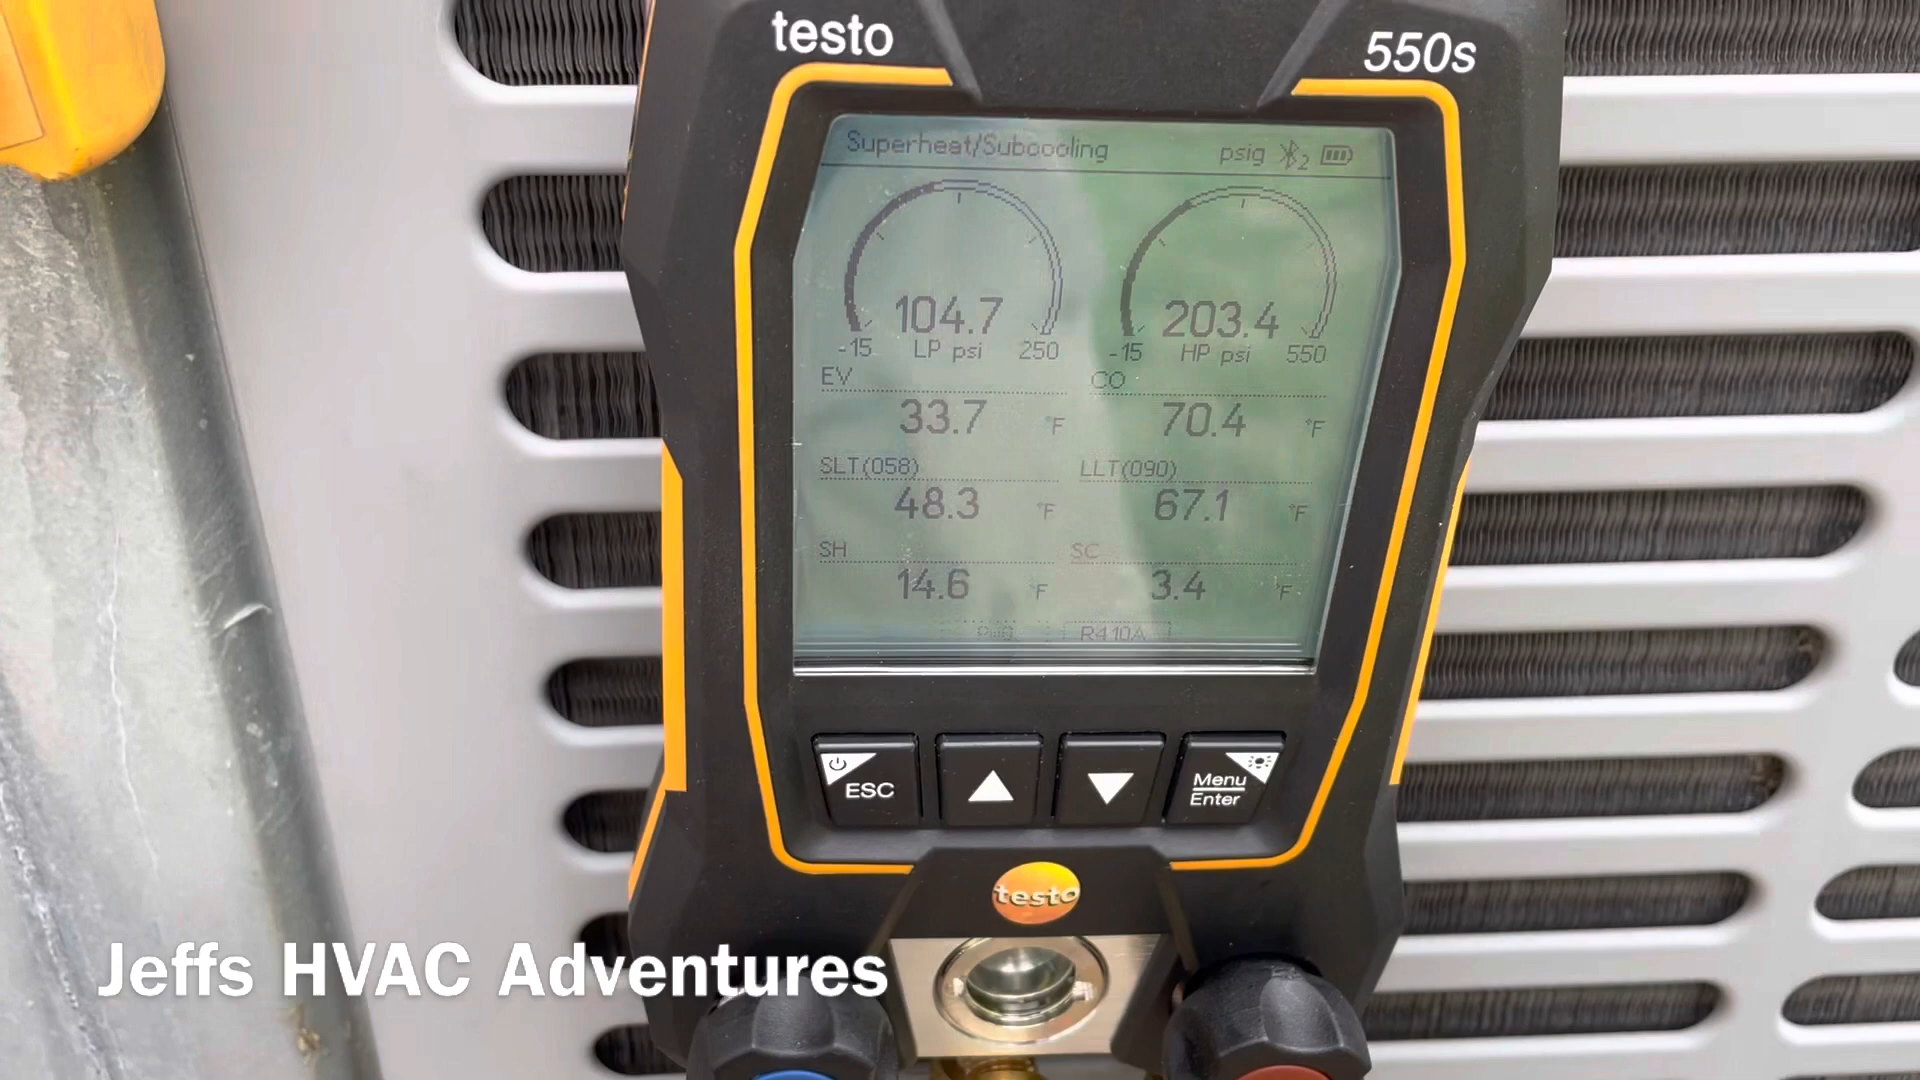 testo
550s
Superheat/Subcooling psig 2
104.7 203.4
-15 LP psi 250 -15 HP psi 550
EV CO
33.7 °F 70.4 °F
SLT(058) LLT(090)
48.3 °F 67.1 °F
SH SC
14.6 °F 3.4 °F
R410A
ESC
Menu
Enter
testo
Jeffs HVAC Adventures